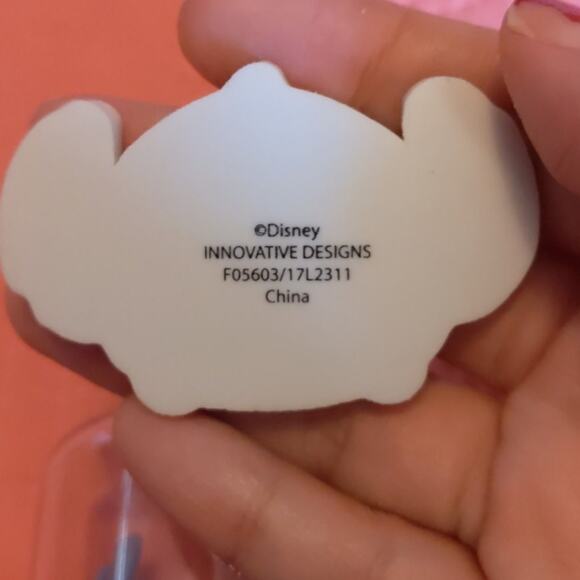 ©Disney
INNOVATIVE DESIGNS
F05603/17L2311
China